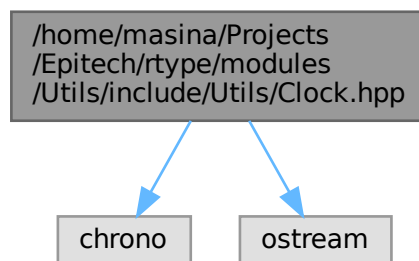 /home/masina/Projects
/Epitech/rtype/modules
/Utils/include/Utils/Clock.hpp
chrono
ostream